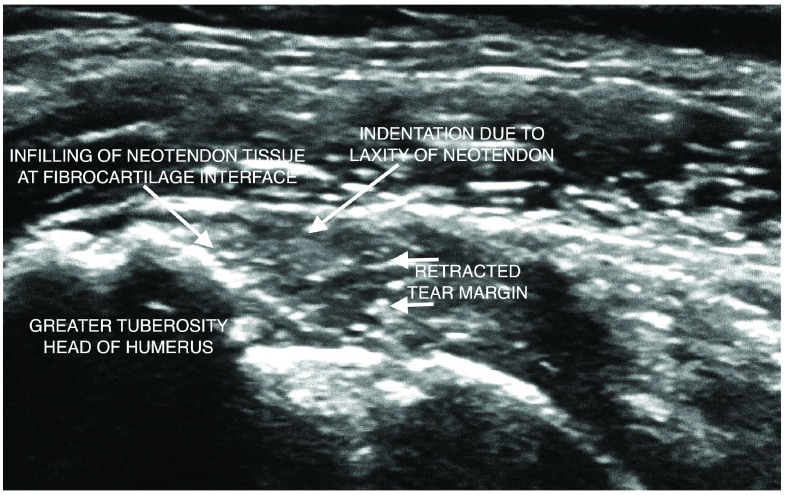 INFILLING OF NEOTENDON TISSUE
AT FIBROCARTILAGE INTERFACE
INDENTATION DUE TO
LAXITY OF NEOTENDON
RETRACTED
TEAR MARGIN
GREATER TUBEROSITY
HEAD OF HUMERUS